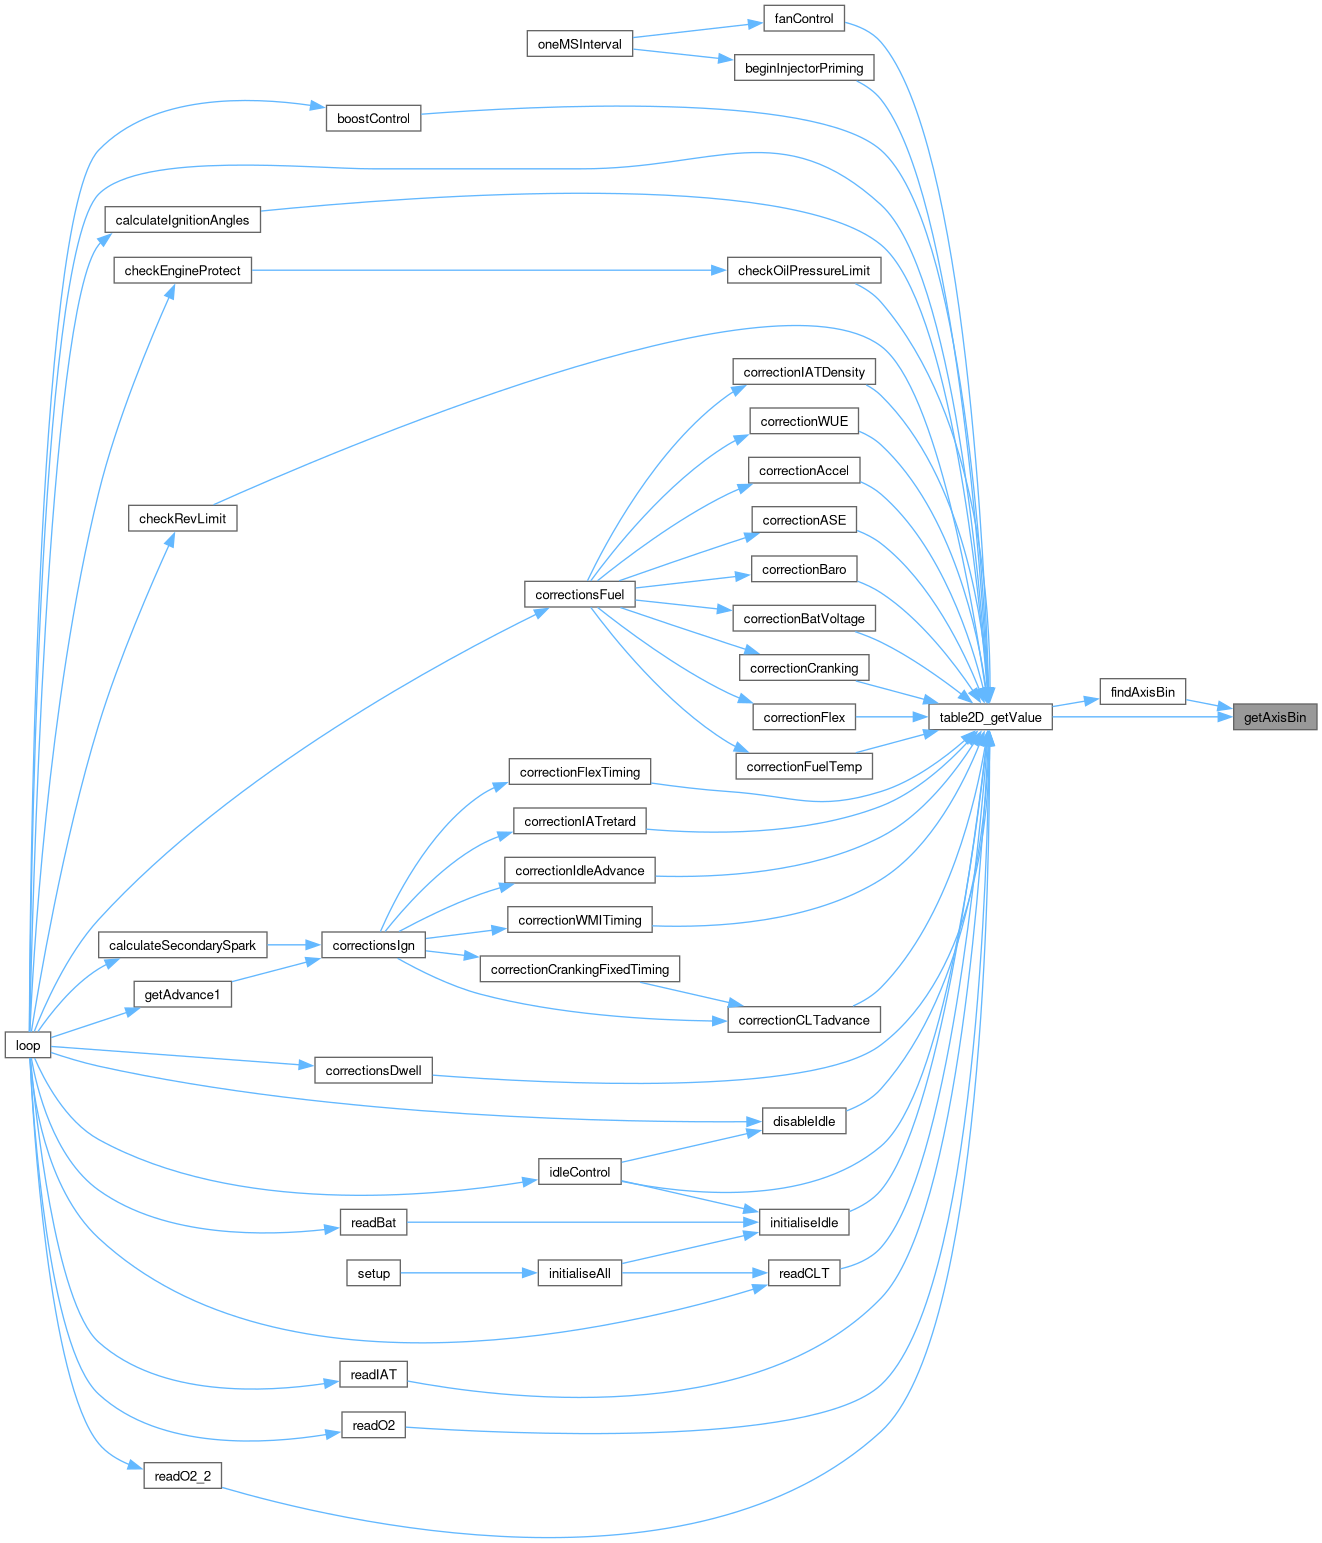 fanControl
oneMSInterval
beginInjectorPriming
boostControl
calculateIgnitionAngles
checkEngineProtect
checkOilPressureLimit
correctionIATDensity
correctionWUE
correctionAccel
checkRevLimit
correctionASE
correctionBaro
correctionsFuel
correctionBatVoltage
correctionCranking
findAxisBin
correctionFlex
table2D_getValue
getAxisBin
correctionFuelTemp
correctionFlexTiming
correctionIATretard
correctionIdleAdvance
correctionWMITiming
calculateSecondarySpark
correctionsIgn
correctionCrankingFixedTiming
getAdvance1
correctionCLTadvance
loop
correctionsDwell
disableIdle
idleControl
readBat
initialiseIdle
setup
initialiseAll
readCLT
readIAT
readO2
readO2_2